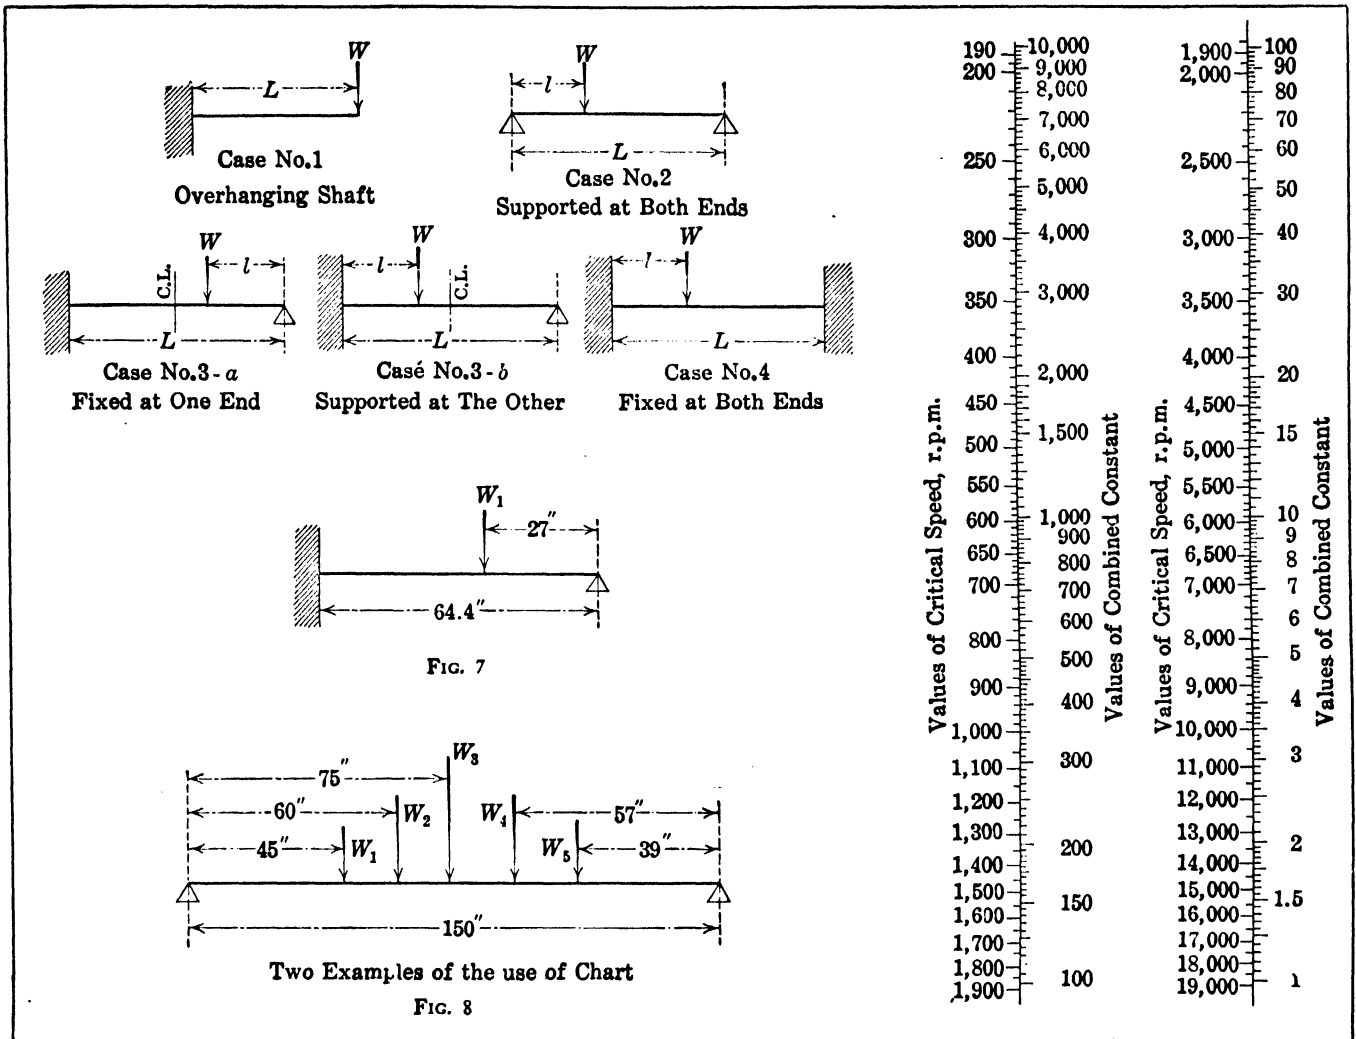 W
L
Case No.1
Overhanging Shaft
W
l
L
Case No.2
Supported at Both Ends
W
l
C.L.
L
Case No.3-a
Fixed at One End
W
l
C.L.
L
Casé No.3-b
Supported at The Other
W
l
L
Case No.4
Fixed at Both Ends
W1
27"
64.4"
FIG. 7
W3
75"
60"
W2
W4
57"
45"
W1
W5
39"
150"
Two Examples of the use of Chart
FIG. 8
Values of Critical Speed, r.p.m.
190
200
250
300
350
400
450
500
550
600
650
700
800
900
1,000
1,100
1,200
1,300
1,400
1,500
1,600
1,700
1,800
1,900
10,000
9,000
8,000
7,000
6,000
5,000
4,000
3,000
2,000
1,500
1,000
900
800
700
600
500
400
300
200
150
100
Values of Combined Constant
Values of Critical Speed, r.p.m.
1,900
2,000
2,500
3,000
3,500
4,000
4,500
5,000
5,500
6,000
6,500
7,000
8,000
9,000
10,000
11,000
12,000
13,000
14,000
15,000
16,000
17,000
18,000
19,000
100
90
80
70
60
50
40
30
20
15
10
9
8
7
6
5
4
3
2
1.5
1
Values of Combined Constant